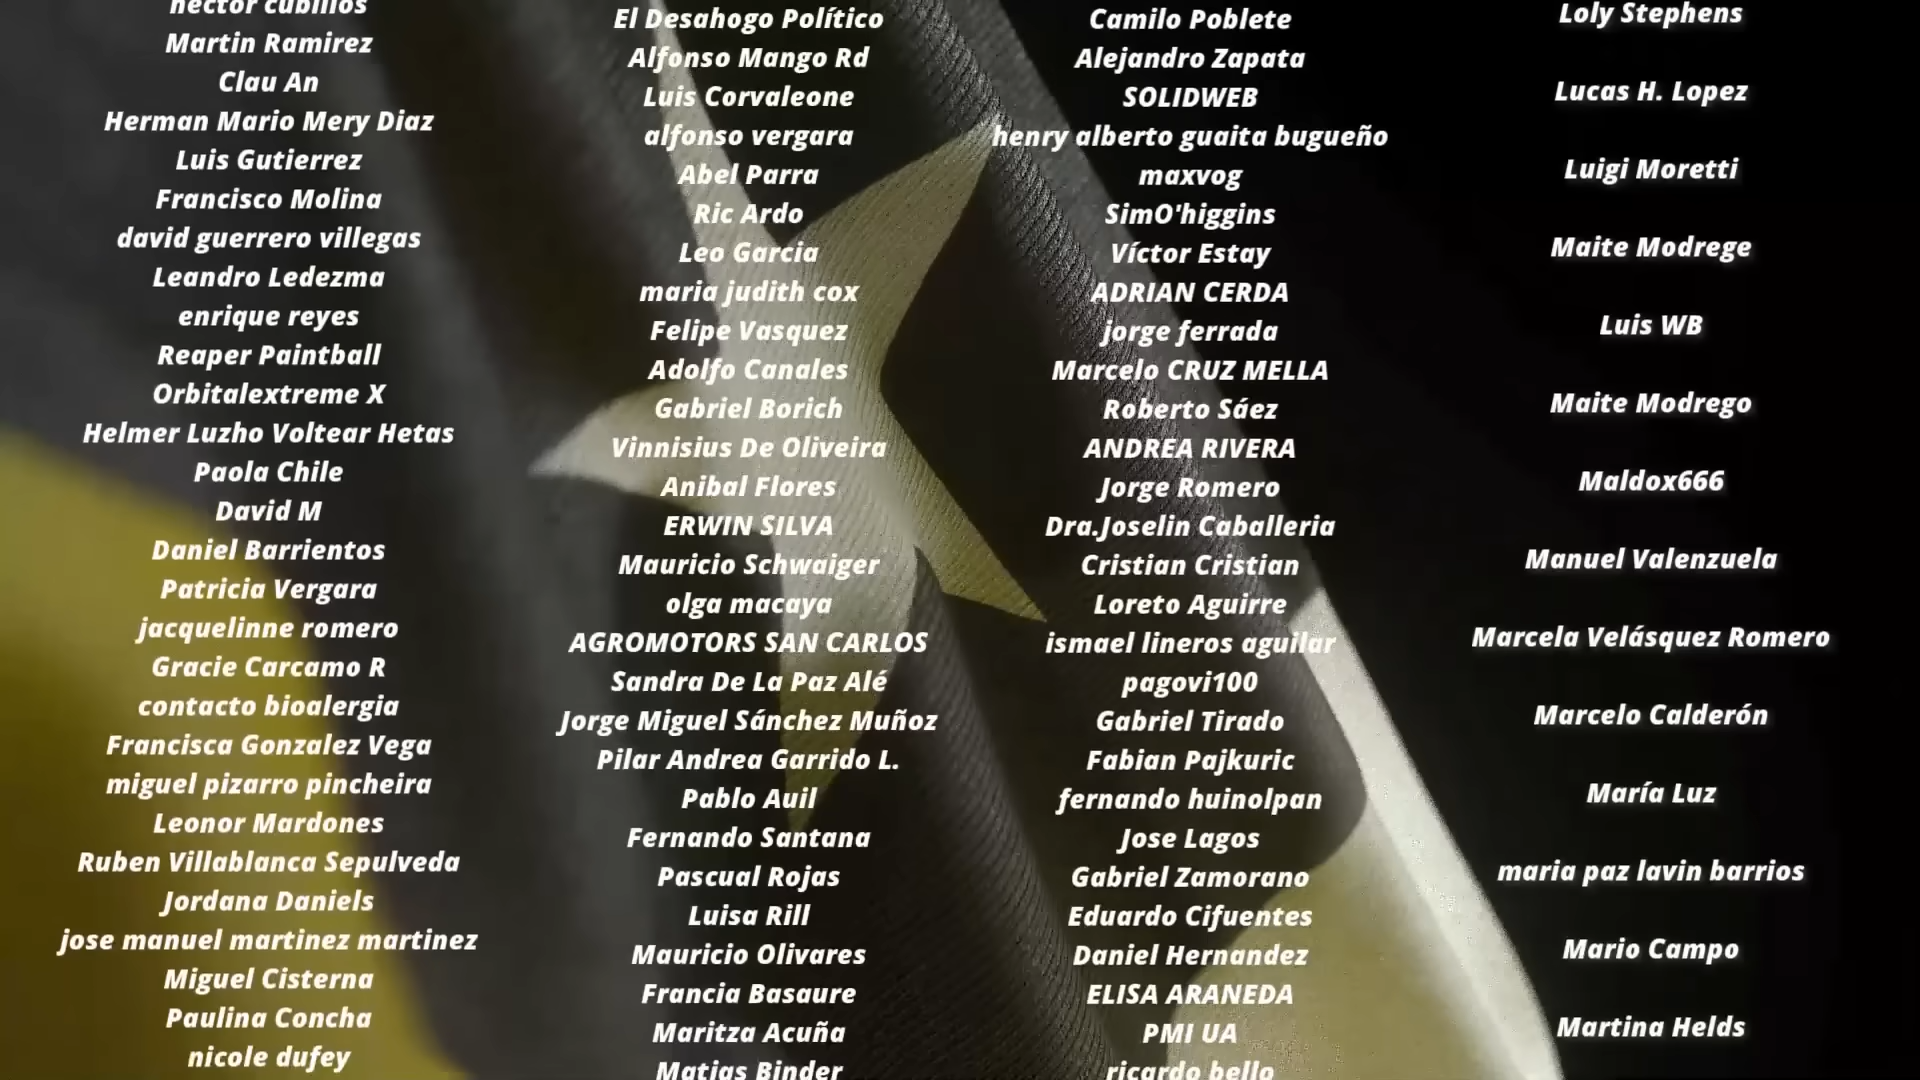 hector cubillos
Martin Ramirez
Clau An
Herman Mario Mery Diaz
Luis Gutierrez
Francisco Molina
david guerrero villegas
Leandro Ledezma
enrique reyes
Reaper Paintball
Orbitalextreme X
Helmer Luzho Voltear Hetas
Paola Chile
David M
Daniel Barrientos
Patricia Vergara
jacquelinne romero
Gracie Carcamo R
contacto bioalergia
Francisca Gonzalez Vega
miguel pizarro pincheira
Leonor Mardones
Ruben Villablanca Sepulveda
Jordana Daniels
jose manuel martinez martinez
Miguel Cisterna
Paulina Concha
nicole dufey
El Desahogo Político
Alfonso Mango Rd
Luis Corvaleone
alfonso vergara
Abel Parra
Ric Ardo
Leo Garcia
maria judith cox
Felipe Vasquez
Adolfo Canales
Gabriel Borich
Vinnisius De Oliveira
Anibal Flores
ERWIN SILVA
Mauricio Schwaiger
olga macaya
AGROMOTORS SAN CARLOS
Sandra De La Paz Alé
Jorge Miguel Sánchez Muñoz
Pilar Andrea Garrido L.
Pablo Auil
Fernando Santana
Pascual Rojas
Luisa Rill
Mauricio Olivares
Francia Basaure
Maritza Acuña
Matias Binder
Camilo Poblete
Alejandro Zapata
SOLIDWEB
henry alberto guaita bugueño
maxvog
SimO'higgins
Víctor Estay
ADRIAN CERDA
jorge ferrada
Marcelo CRUZ MELLA
Roberto Sáez
ANDREA RIVERA
Jorge Romero
Dra.Joselin Caballeria
Cristian Cristian
Loreto Aguirre
ismael lineros aguilar
pagovi100
Gabriel Tirado
Fabian Pajkuric
fernando huinolpan
Jose Lagos
Gabriel Zamorano
Eduardo Cifuentes
Daniel Hernandez
ELISA ARANEDA
PMI UA
ricardo bello
Loly Stephens
Lucas H. Lopez
Luigi Moretti
Maite Modrege
Luis WB
Maite Modrego
Maldox666
Manuel Valenzuela
Marcela Velásquez Romero
Marcelo Calderón
María Luz
maria paz lavin barrios
Mario Campo
Martina Helds